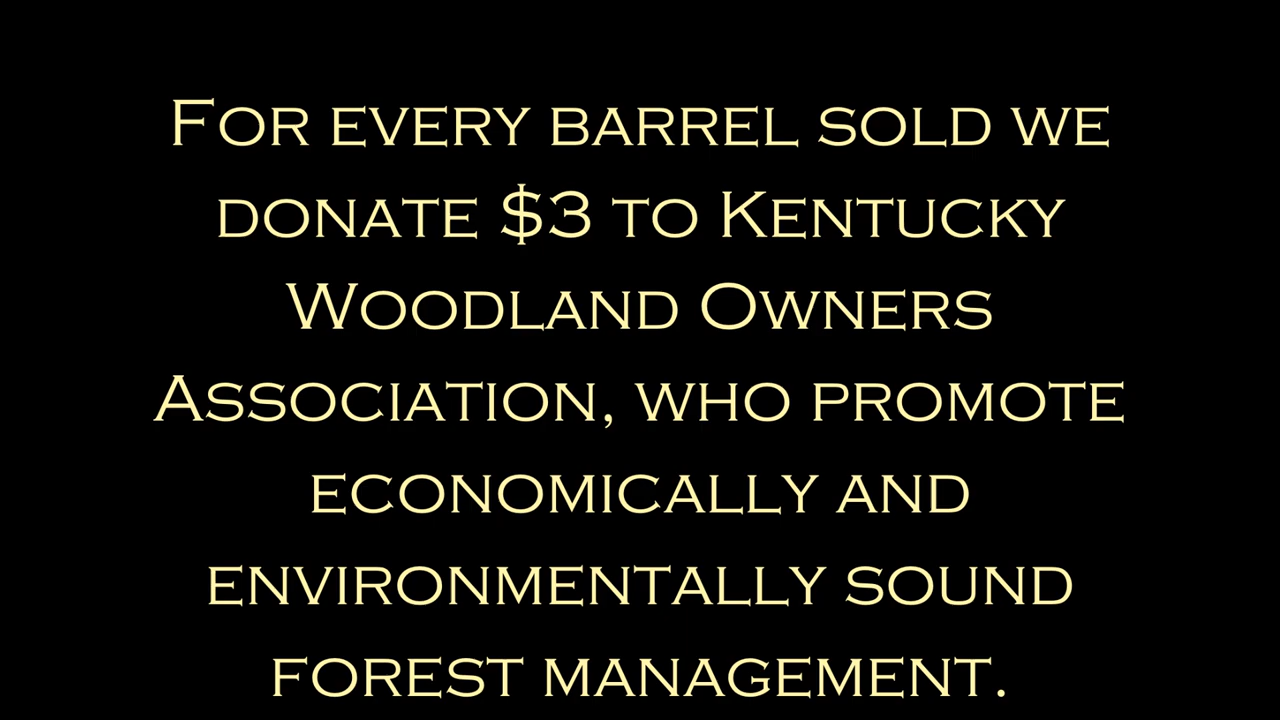 For every barrel sold we
donate $3 to Kentucky
Woodland Owners
Association, who promote
economically and
environmentally sound
forest management.